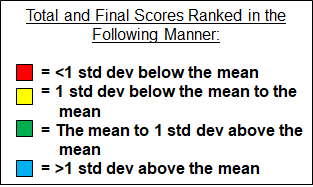 Total and Final Scores Ranked in the
Following Manner:
= <1 std dev below the mean
= 1 std dev below the mean to the
mean
= The mean to 1 std dev above the
mean
= >1 std dev above the mean